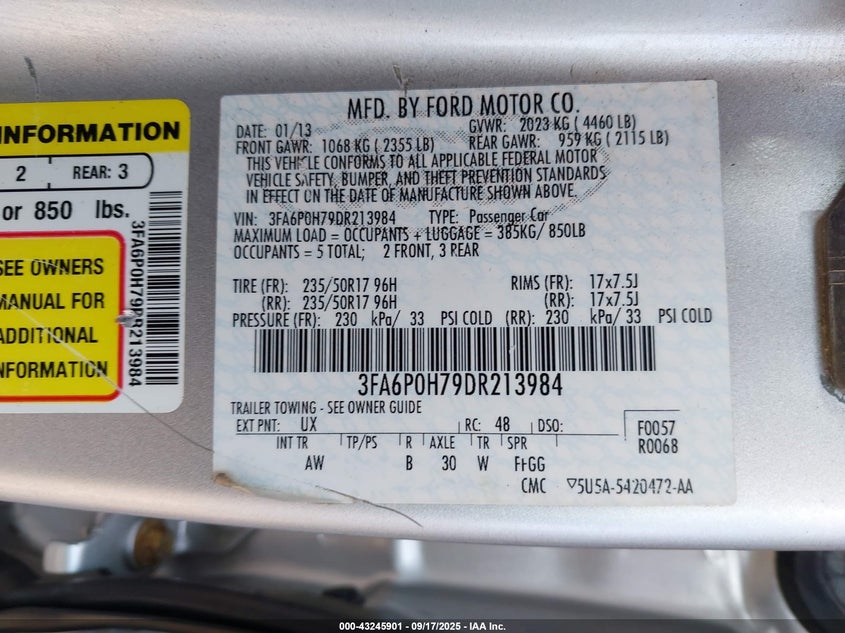 INFORMATION
2 REAR: 3
or 850 lbs.
SEE OWNERS
MANUAL FOR
ADDITIONAL
INFORMATION
3FA6P0H79DR213984
MFD. BY FORD MOTOR CO.
DATE: 01/13 GVWR: 2023 KG ( 4460 LB)
FRONT GAWR: 1068 KG ( 2355 LB) REAR GAWR: 959 KG ( 2115 LB)
THIS VEHICLE CONFORMS TO ALL APPLICABLE FEDERAL MOTOR
VEHICLE SAFETY, BUMPER, AND THEFT PREVENTION STANDARDS
IN EFFECT ON THE DATE OF MANUFACTURE SHOWN ABOVE.
VIN: 3FA6P0H79DR213984 TYPE: Passenger Car
MAXIMUM LOAD = OCCUPANTS + LUGGAGE = 385KG/ 850LB
OCCUPANTS = 5 TOTAL; 2 FRONT, 3 REAR
TIRE (FR): 235/50R17 96H RIMS (FR): 17x7.5J
(RR): 235/50R17 96H (RR): 17x7.5J
PRESSURE (FR): 230 kPa/ 33 PSI COLD (RR): 230 kPa/ 33 PSI COLD
3FA6P0H79DR213984
TRAILER TOWING - SEE OWNER GUIDE
EXT PNT: UX RC: 48 DSO:
F0057
R0068
INT TR TP/PS R AXLE TR SPR
AW B 30 W FrGG
CMC 5U5A-5420472-AA
000-43245901 - 09/17/2025 - IAA Inc.